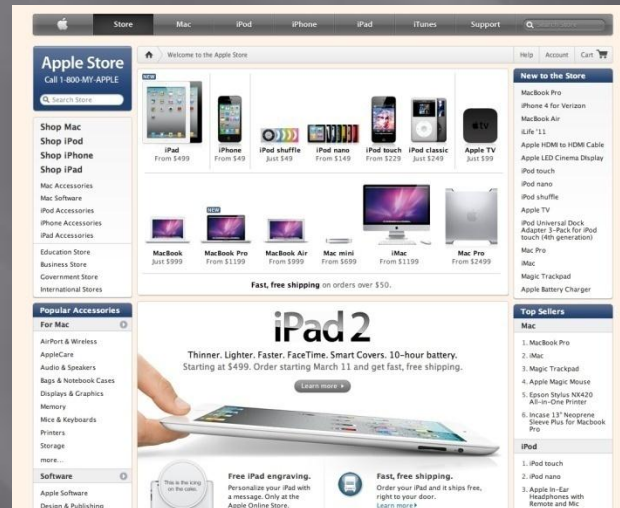 Store
Mac
iPod
iPhone
iPad
iTunes
Support
Search Store
Apple Store
Call 1-800-MY-APPLE
Search Store
Shop Mac
Shop iPod
Shop iPhone
Shop iPad
Mac Accessories
Mac Software
iPod Accessories
iPhone Accessories
iPad Accessories
Education Store
Business Store
Government Store
International Stores
Popular Accessories
For Mac
AirPort & Wireless
AppleCare
Audio & Speakers
Bags & Notebook Cases
Displays & Graphics
Memory
Mice & Keyboards
Printers
Storage
more...
Software
Apple Software
Design & Publishing
Welcome to the Apple Store
Help
Account
Cart
NEW
iPad
From $499
iPhone
From $49
iPod shuffle
Just $49
iPod nano
From $149
iPod touch
From $229
iPod classic
Just $249
tv
Apple TV
Just $99
MacBook
Just $999
NEW
MacBook Pro
From $1199
MacBook Air
From $999
Mac mini
From $699
iMac
From $1199
Mac Pro
From $2499
Fast, free shipping on orders over $50.
iPad 2
Thinner. Lighter. Faster. FaceTime. Smart Covers. 10-hour battery.
Starting at $499. Order starting March 11 and get fast, free shipping.
Learn more
This is the icing
on the cake.
Free iPad engraving.
Personalize your iPad with
a message. Only at the
Apple Online Store.
Fast, free shipping.
Order your iPad and it ships free,
right to your door.
Learn more
New to the Store
MacBook Pro
iPhone 4 for Verizon
MacBook Air
iLife '11
Apple HDMI to HDMI Cable
Apple LED Cinema Display
iPod touch
iPod nano
iPod shuffle
Apple TV
iPod Universal Dock
Adapter 3-Pack for iPod
touch (4th generation)
Mac Pro
iMac
Magic Trackpad
Apple Battery Charger
Top Sellers
Mac
1. MacBook Pro
2. iMac
3. Magic Trackpad
4. Apple Magic Mouse
5. Epson Stylus NX420
All-in-One Printer
6. Incase 13" Neoprene
Sleeve Plus for Macbook
Pro
iPod
1. iPod touch
2. iPod nano
3. Apple In-Ear
Headphones with
Remote and Mic